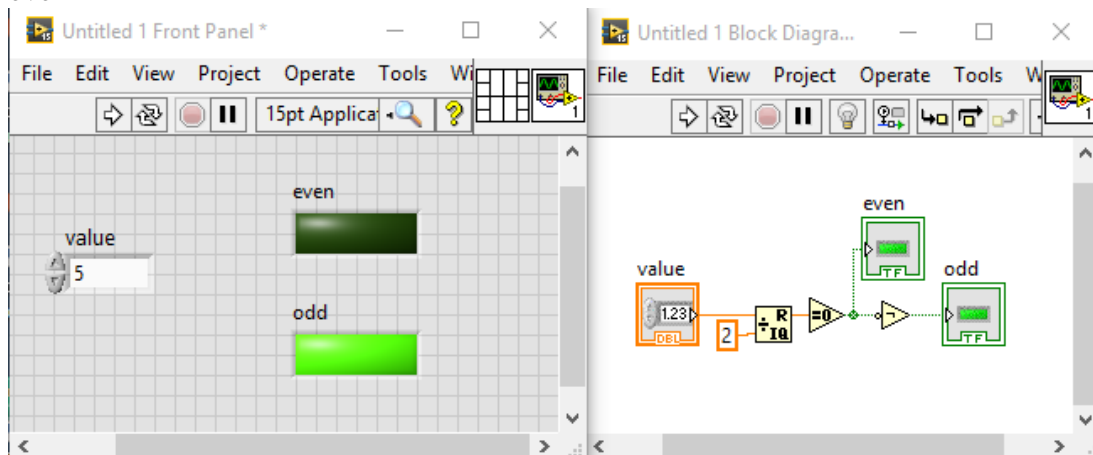 Untitled 1 Front Panel *
File Edit View Project Operate Tools Wi
15pt Applica
1
even
value
5
odd
Untitled 1 Block Diagra...
File Edit View Project Operate Tools W
1
even
value
odd
1.23
DBL
2
R
IQ
=0
TF
TF